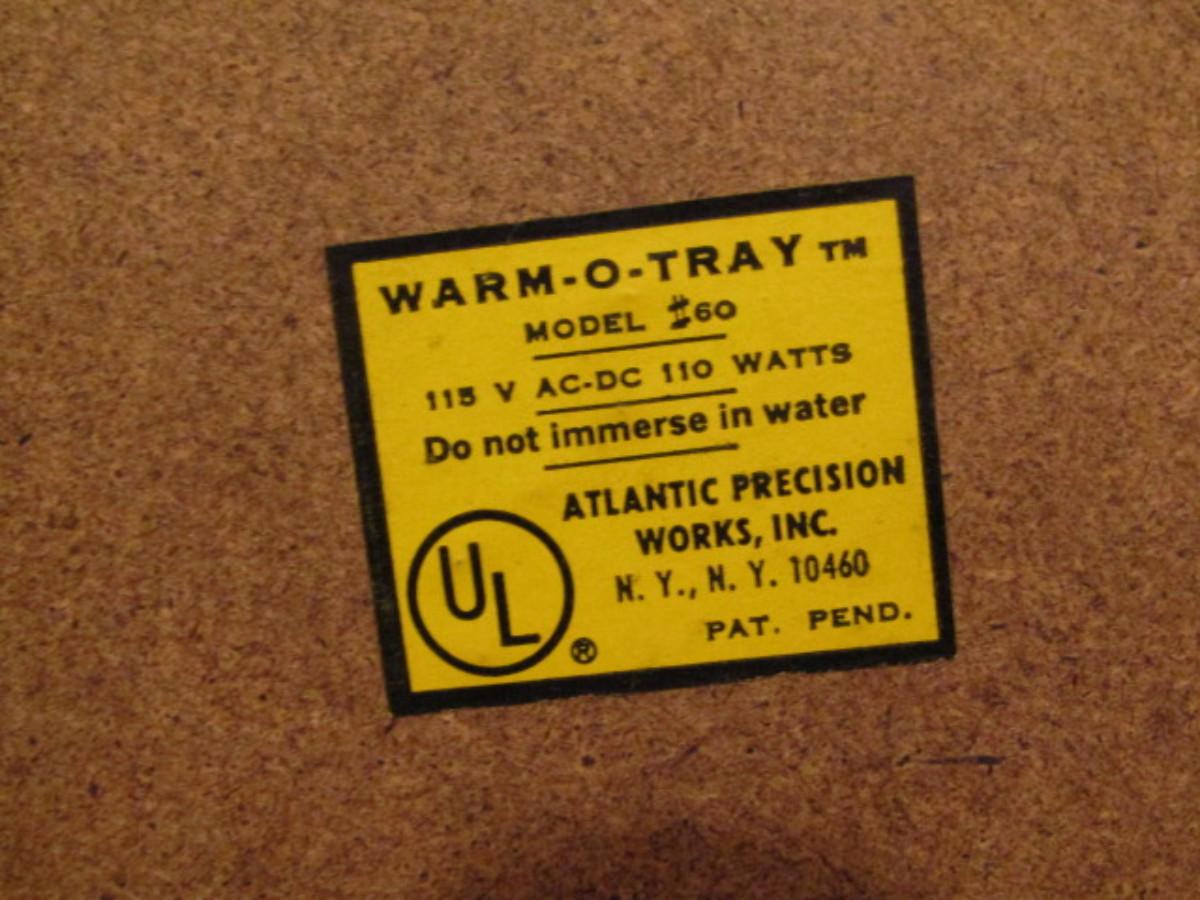 WARM-O-TRAY TM
MODEL #60
115 V AC-DC 110 WATTS
Do not immerse in water
ATLANTIC PRECISION
WORKS, INC.
N. Y., N. Y. 10460
PAT. PEND.
UL ®